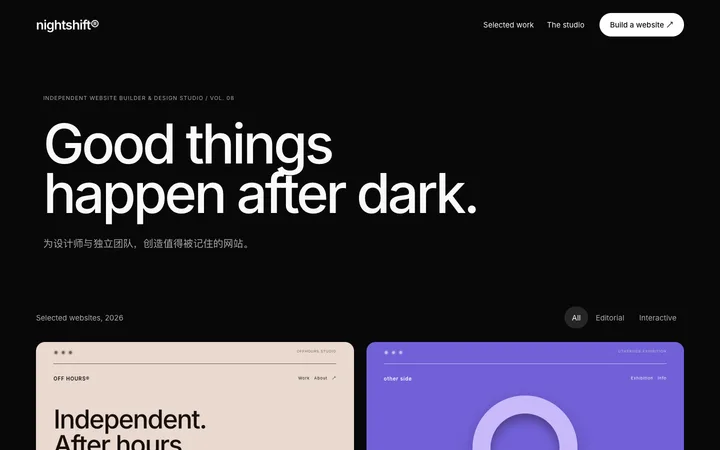 nightshift®
Selected work
The studio
Build a website ↗
INDEPENDENT WEBSITE BUILDER & DESIGN STUDIO / VOL. 08
Good things
happen after dark.
为设计师与独立团队，创造值得被记住的网站。
Selected websites, 2026
All
Editorial
Interactive
OFF HOURS®
Work About ↗
Independent.
After hours
other side
Exhibition Info